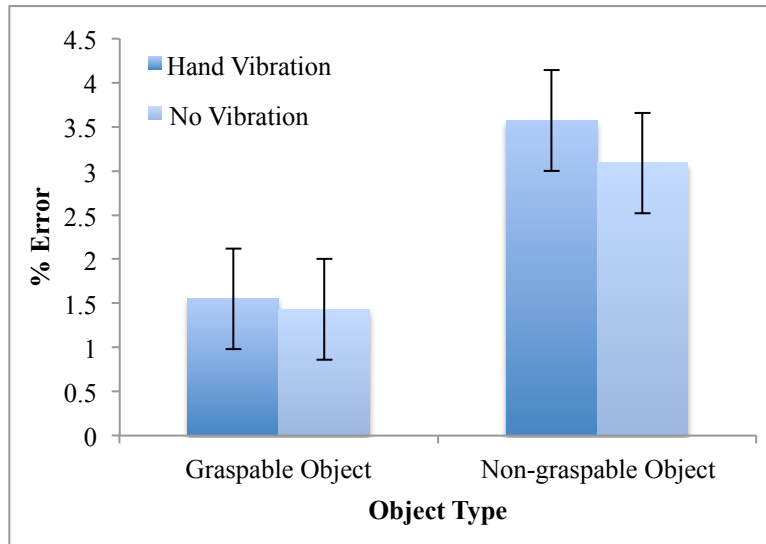 4.5
4
3.5
3
2.5
2
1.5
1
0.5
0
% Error
Hand Vibration
No Vibration
Graspable Object
Non-graspable Object
Object Type